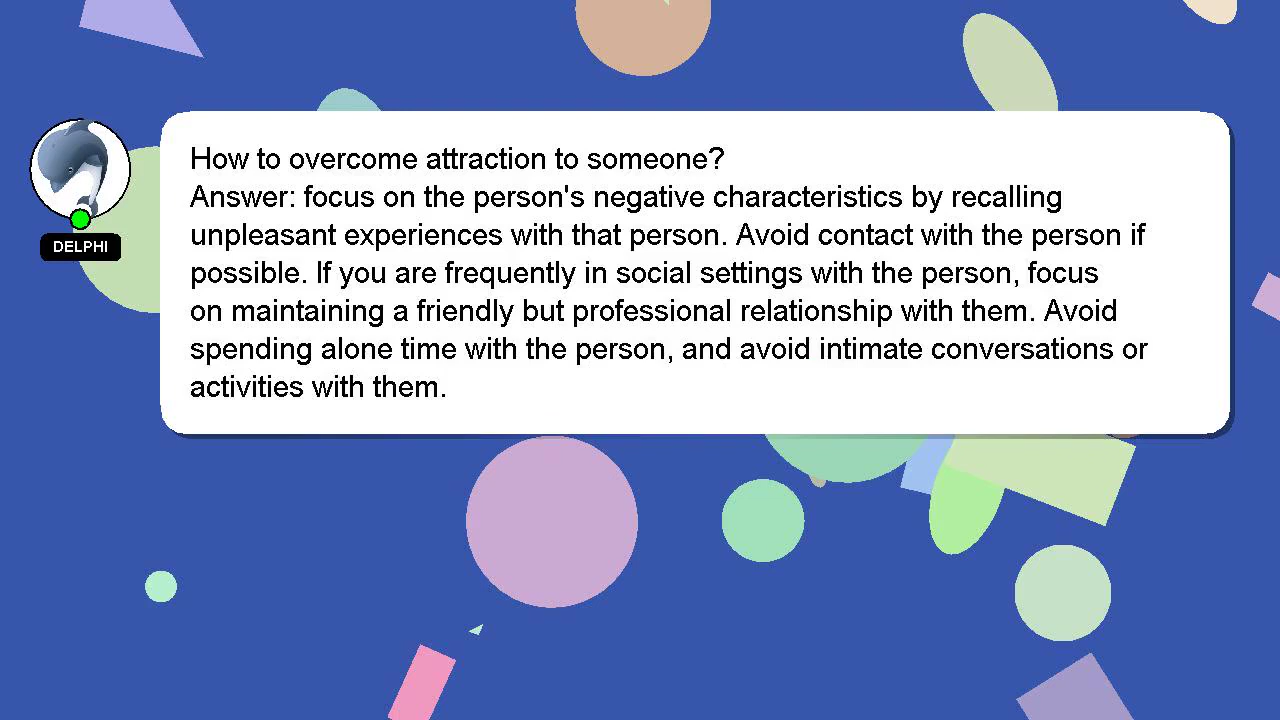 How to overcome attraction to someone?
Answer: focus on the person's negative characteristics by recalling
unpleasant experiences with that person. Avoid contact with the person if
possible. If you are frequently in social settings with the person, focus
on maintaining a friendly but professional relationship with them. Avoid
spending alone time with the person, and avoid intimate conversations or
activities with them.
DELPHI